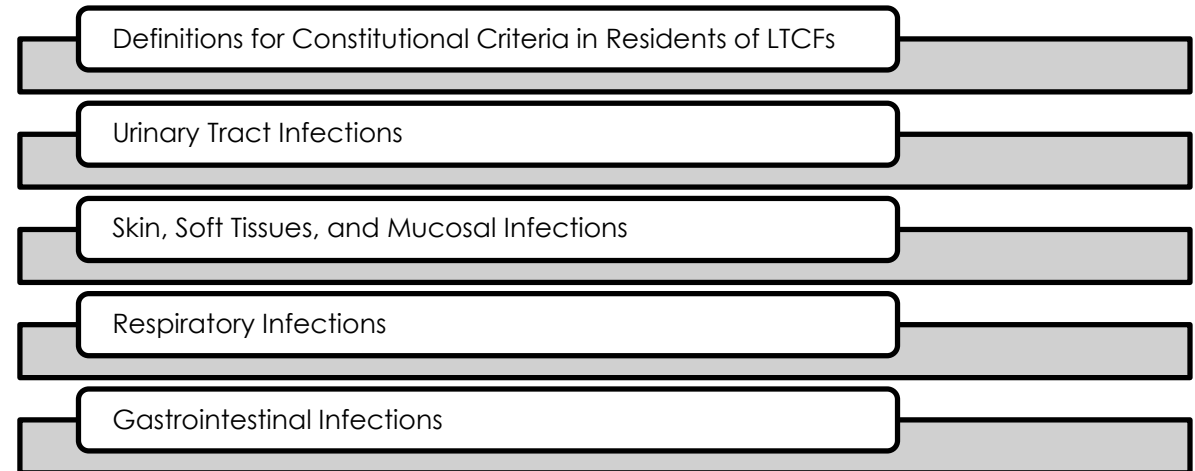 Definitions for Constitutional Criteria in Residents of LTCFs
Urinary Tract Infections
Skin, Soft Tissues, and Mucosal Infections
Respiratory Infections
Gastrointestinal Infections